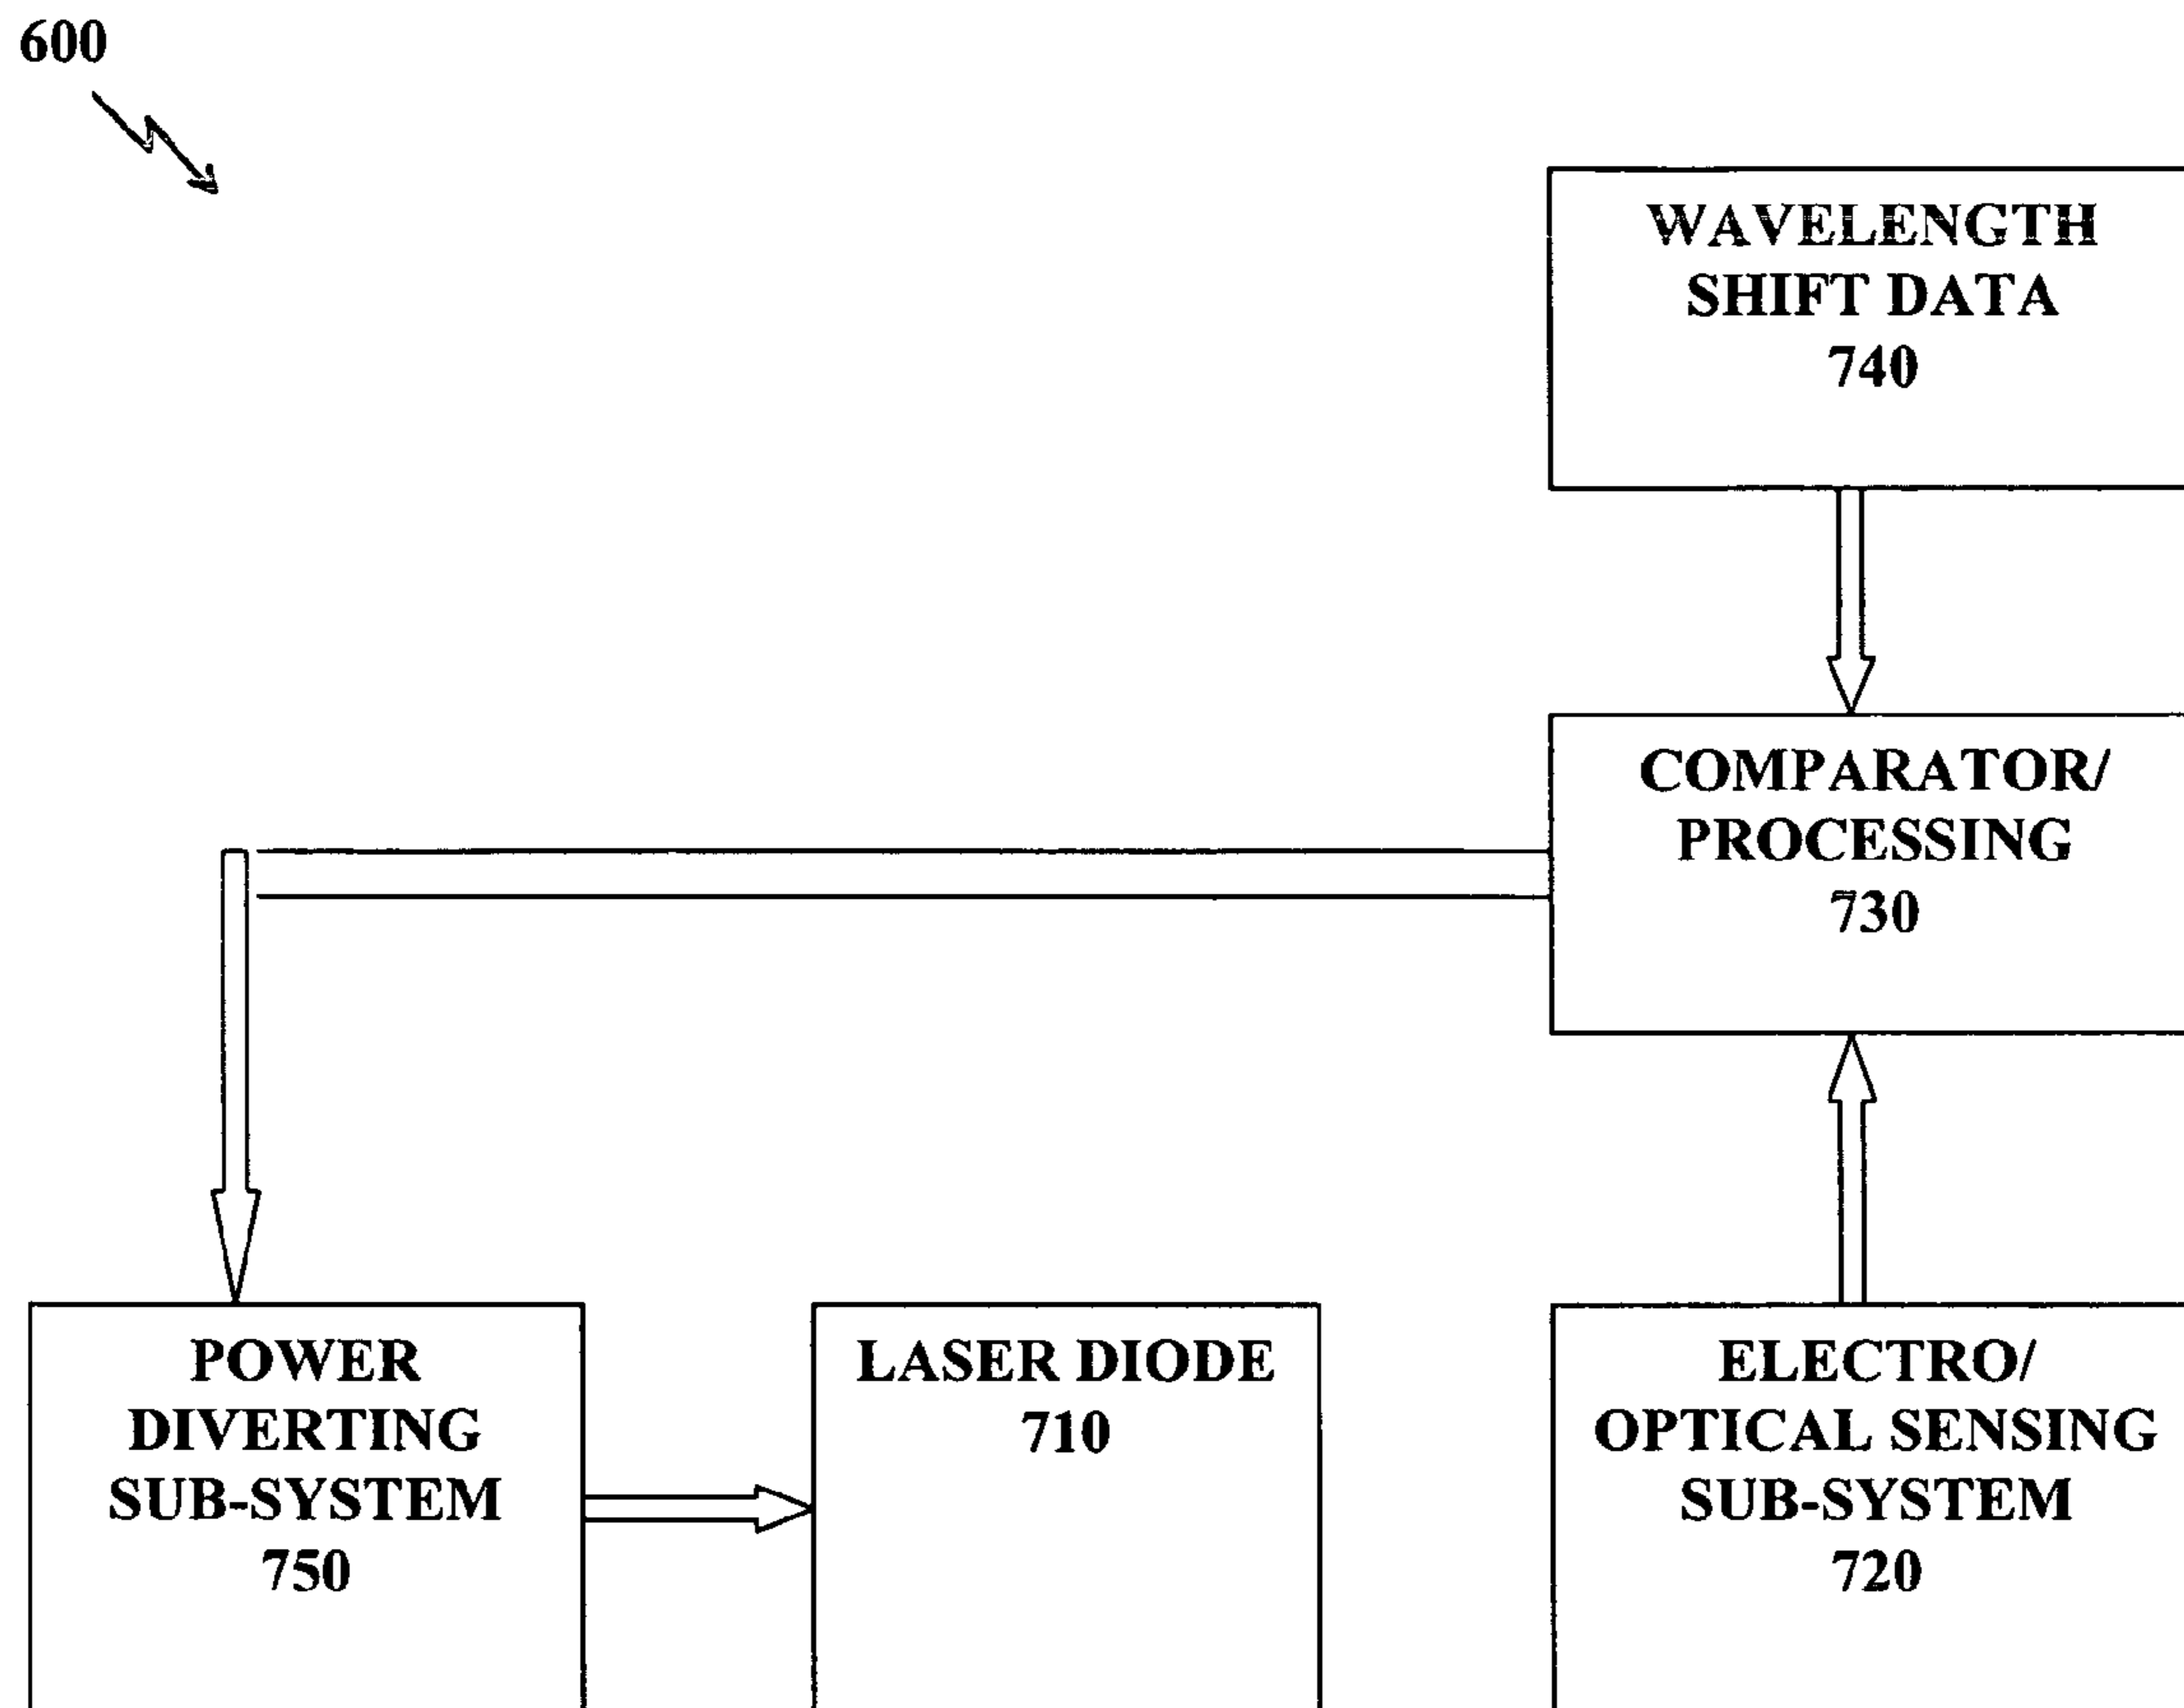 600
WAVELENGTH
SHIFT DATA
740
COMPARATOR/
PROCESSING
730
POWER
DIVERTING
SUB-SYSTEM
750
LASER DIODE
710
ELECTRO/
OPTICAL SENSING
SUB-SYSTEM
720